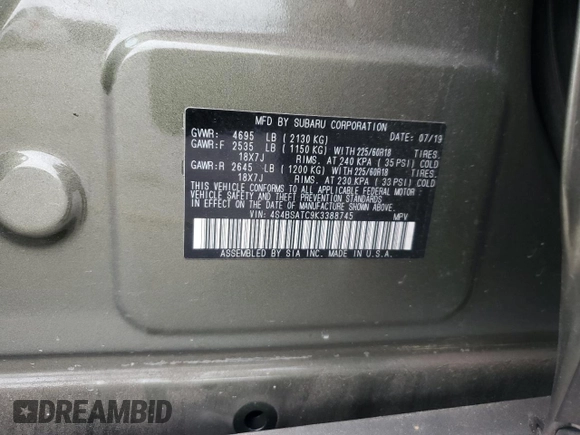 MFD BY SUBARU CORPORATION
GVWR: 4695 LB (2130 KG) DATE: 07/19
GAWR:F 2535 LB (1150 KG) WITH 225/60R18 TIRES.
18X7J RIMS. AT 240 KPA (35 PSI) COLD
GAWR:R 2645 LB (1200 KG) WITH 225/60R18 TIRES.
18X7J RIMS. AT 230 KPA (33 PSI) COLD
THIS VEHICLE CONFORMS TO ALL APPLICABLE FEDERAL MOTOR
VEHICLE SAFETY AND THEFT PREVENTION STANDARDS
IN EFFECT ON THE DATE OF MANUFACTURE SHOWN ABOVE.
VIN: 4S4BSATC9K3388745 MPV
ASSEMBLED BY SIA INC. MADE IN U.S.A.
DREAMBID